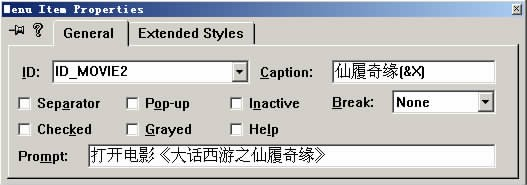 Menu Item Properties
General Extended Styles
ID: ID_MOVIE2 Caption: 仙履奇缘(&X)
Separator Pop-up Inactive Break: None
Checked Grayed Help
Prompt: 打开电影《大话西游之仙履奇缘》